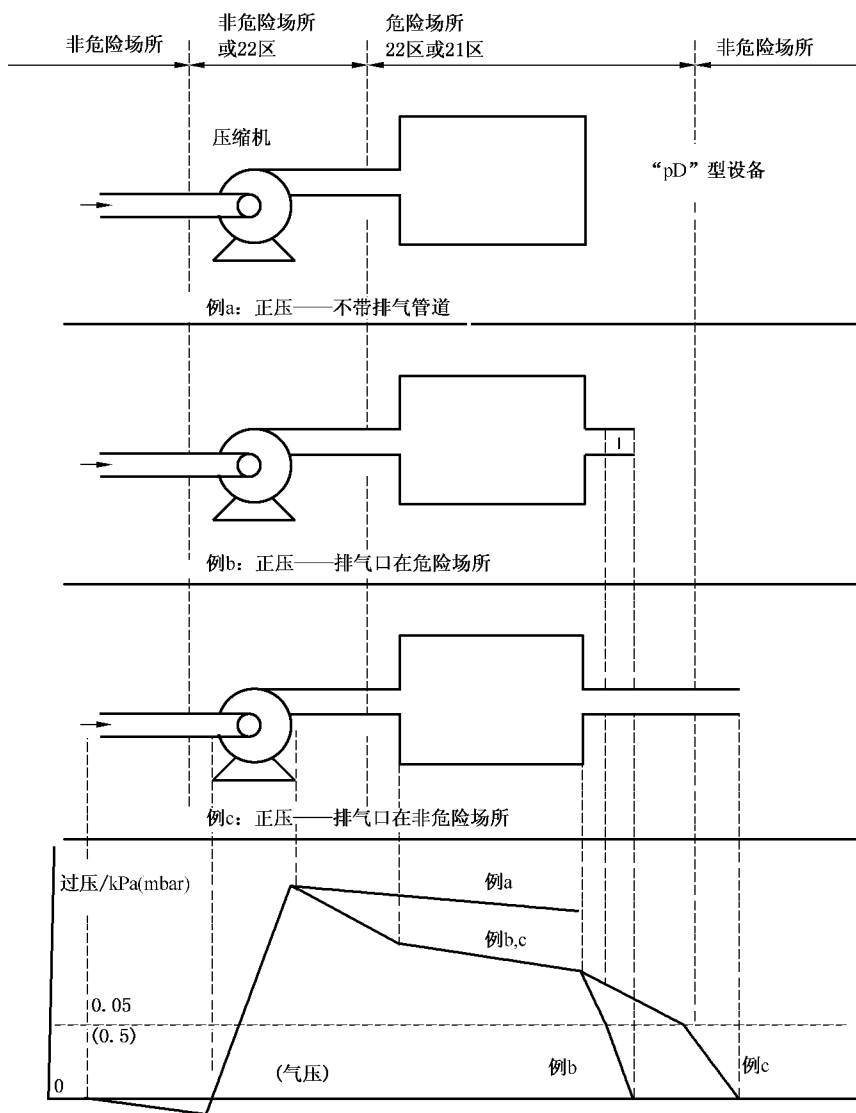 非危险场所
非危险场所
或22区
危险场所
22区或21区
非危险场所
压缩机
“pD”型设备
例a：正压——不带排气管道
I
例b：正压——排气口在危险场所
例c：正压——排气口在非危险场所
过压/kPa(mbar)
例a
例b,c
0.05
(0.5)
0
(气压)
例b
例c